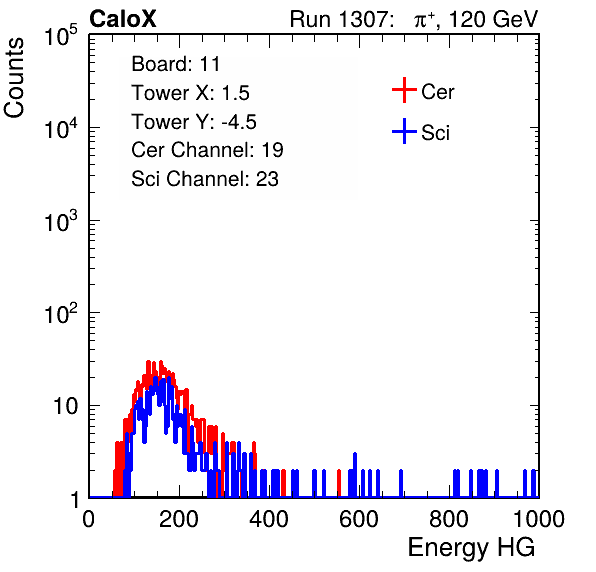 CaloX Run 1307: π⁺, 120 GeV
Counts
10⁵
10⁴
10³
10²
10
1
Board: 11
Tower X: 1.5
Tower Y: -4.5
Cer Channel: 19
Sci Channel: 23
Cer
Sci
0 200 400 600 800 1000
Energy HG